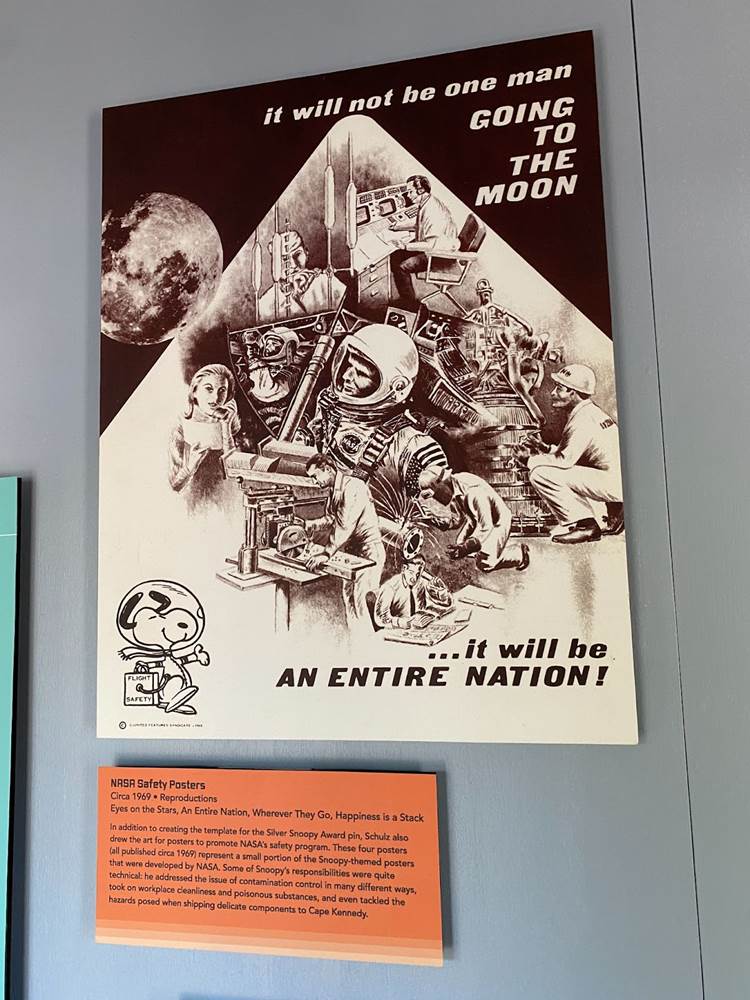 it will not be one man
GOING
TO
THE
MOON
...it will be
AN ENTIRE NATION!
FLIGHT
SAFETY
© UNITED FEATURES SYNDICATE
NASA Safety Posters
Circa 1969 • Reproductions
Eyes on the Stars, An Entire Nation, Wherever They Go, Happiness is a Stack
In addition to creating the template for the Silver Snoopy Award pin, Schulz also
drew the art for posters to promote NASA's safety program. These four posters
(all published circa 1969) represent a small portion of the Snoopy-themed posters
that were developed by NASA. Some of Snoopy's responsibilities were quite
technical: he addressed the issue of contamination control in many different ways,
took on workplace cleanliness and poisonous substances, and even tackled the
hazards posed when shipping delicate components to Cape Kennedy.